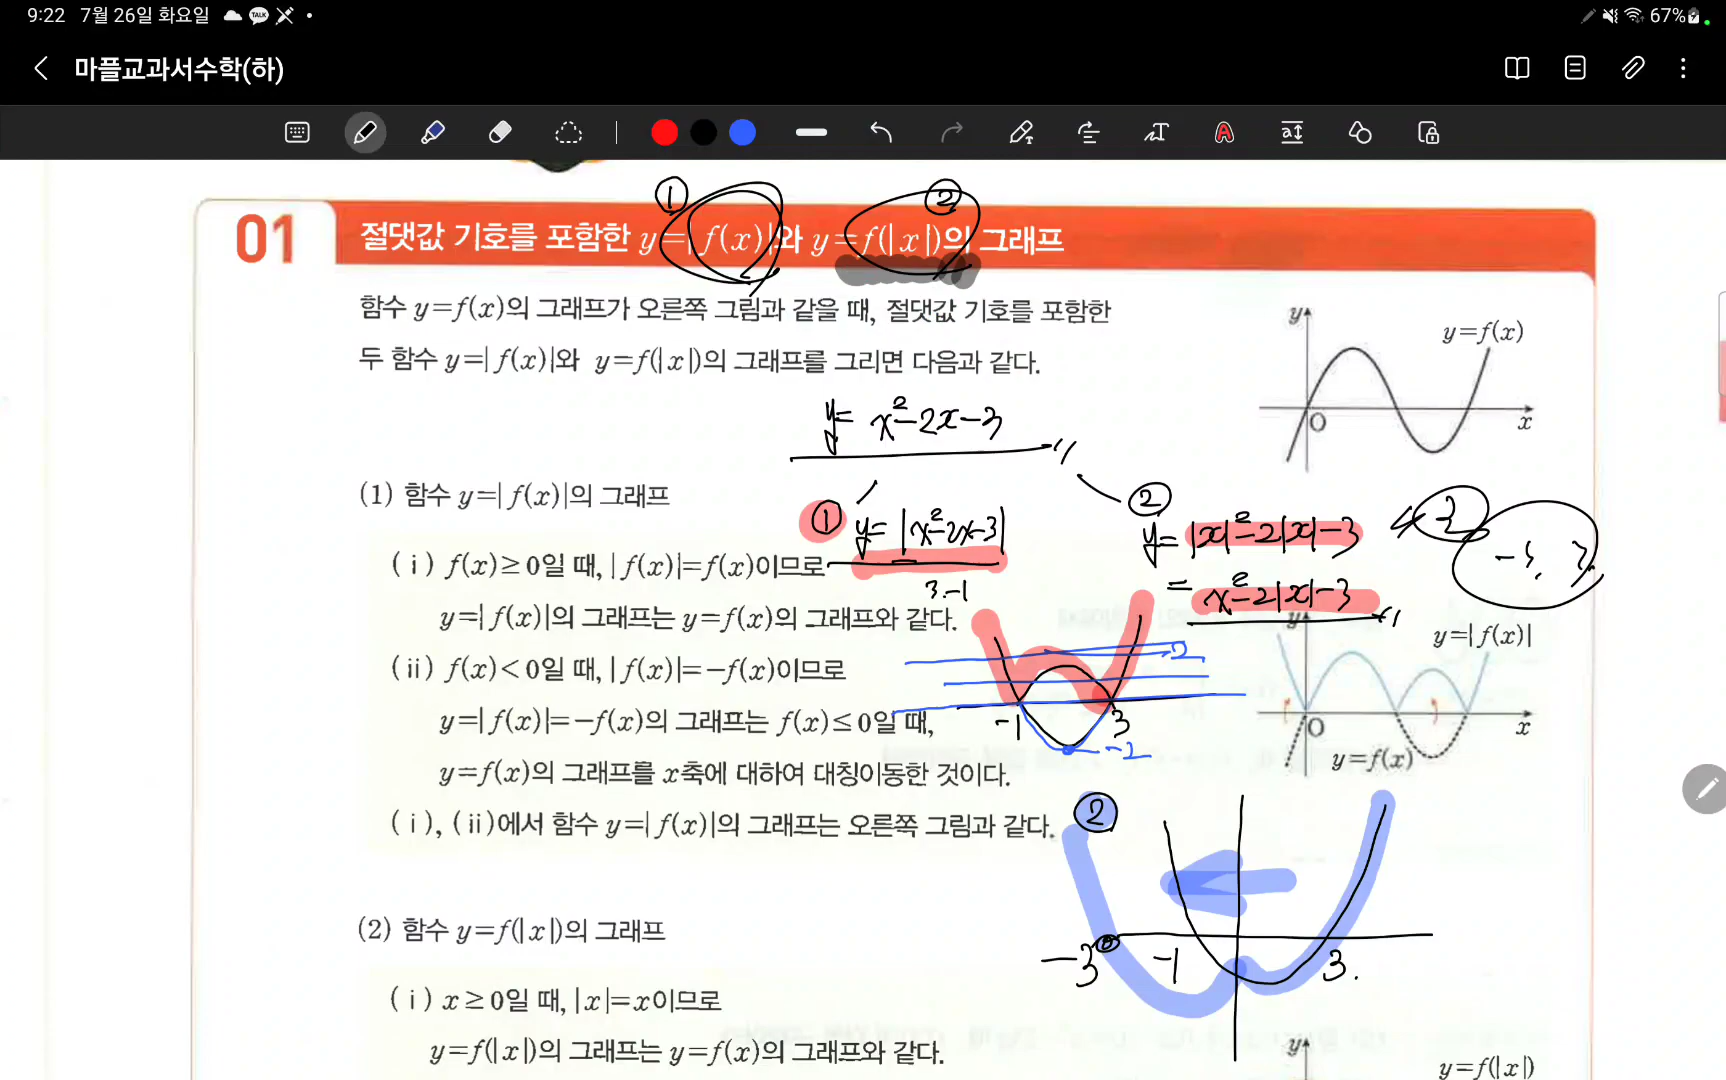 9:22 7월 26일 화요일 TALK 67%
마플교과서수학(하)
① ②
01 절댓값 기호를 포함한 y=|f(x)|와 y=f(|x|)의 그래프
함수 y=f(x)의 그래프가 오른쪽 그림과 같을 때, 절댓값 기호를 포함한
두 함수 y=|f(x)|와 y=f(|x|)의 그래프를 그리면 다음과 같다.
y y=f(x)
O x
y= x²-2x-3
(1) 함수 y=|f(x)|의 그래프
① y= |x²-2x-3|
② y= |x|²-2|x|-3
= x²-2|x|-3
-3, 3
3. -1
(i) f(x)≥0일 때, |f(x)|=f(x)이므로
y=|f(x)|의 그래프는 y=f(x)의 그래프와 같다.
(ii) f(x)<0일 때, |f(x)|=-f(x)이므로
y=|f(x)|=-f(x)의 그래프는 f(x)≤0일 때,
y=f(x)의 그래프를 x축에 대하여 대칭이동한 것이다.
(i), (ii)에서 함수 y=|f(x)|의 그래프는 오른쪽 그림과 같다.
-1 3
y y=|f(x)|
O x
y=f(x)
②
-3 -1 3.
(2) 함수 y=f(|x|)의 그래프
(i) x≥0일 때, |x|=x이므로
y=f(|x|)의 그래프는 y=f(x)의 그래프와 같다.
y y=f(|x|)